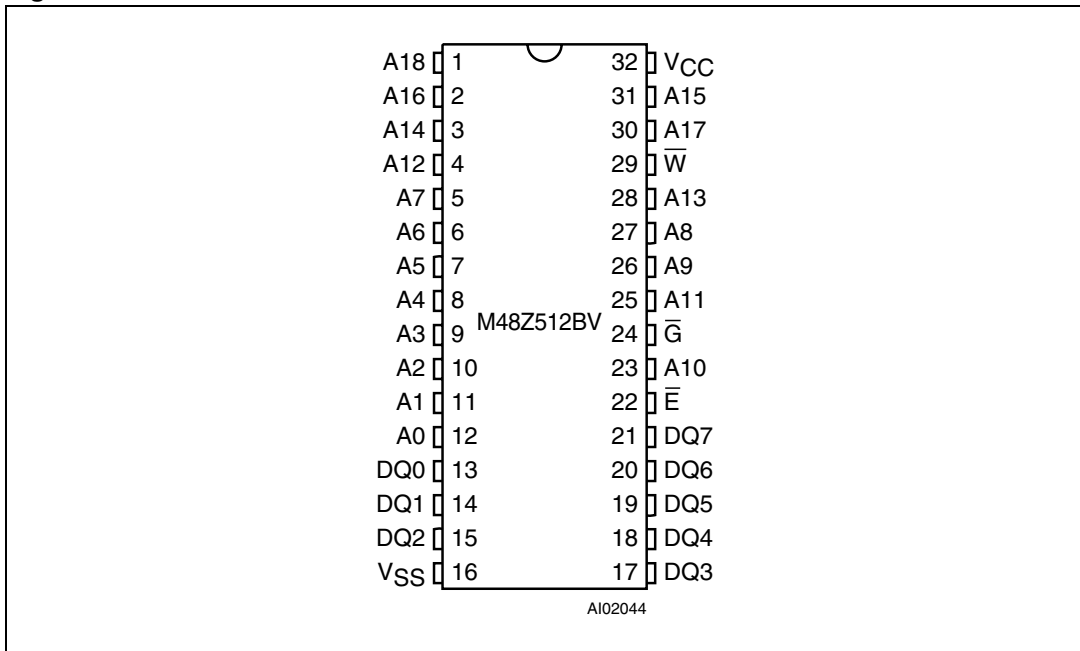 A18 1 32 VCC
A16 2 31 A15
A14 3 30 A17
A12 4 29 W̅
A7 5 28 A13
A6 6 27 A8
A5 7 26 A9
A4 8 25 A11
M48Z512BV
A3 9 24 G̅
A2 10 23 A10
A1 11 22 E̅
A0 12 21 DQ7
DQ0 13 20 DQ6
DQ1 14 19 DQ5
DQ2 15 18 DQ4
VSS 16 17 DQ3
AI02044